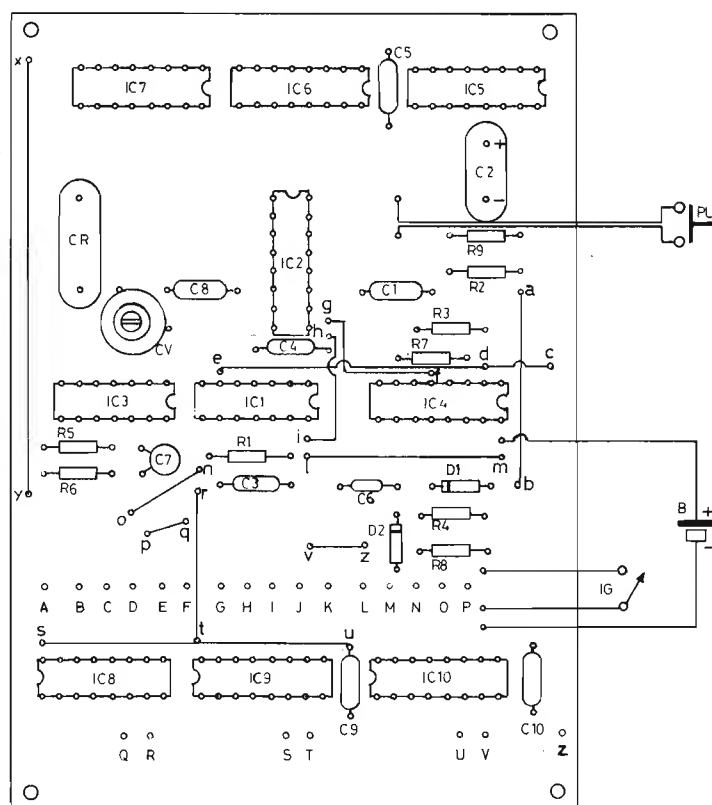 x
C5
IC7
IC6
IC5
+
C2
−
PU
CR
R9
IC2
R2
C8
C1
a
g
R3
h
CV
C4
R7
e
d
c
IC3
IC1
IC4
R5
R1
i
C7
l
m
n
D1
R6
y
r
C3
C6
b
B
+
−
o
q
D2
R4
p
v
z
R8
IG
A B C D E F G H I J K L M N O P
s
t
u
IC8
IC9
IC10
C9
C10
Q R
S T
U V
Z